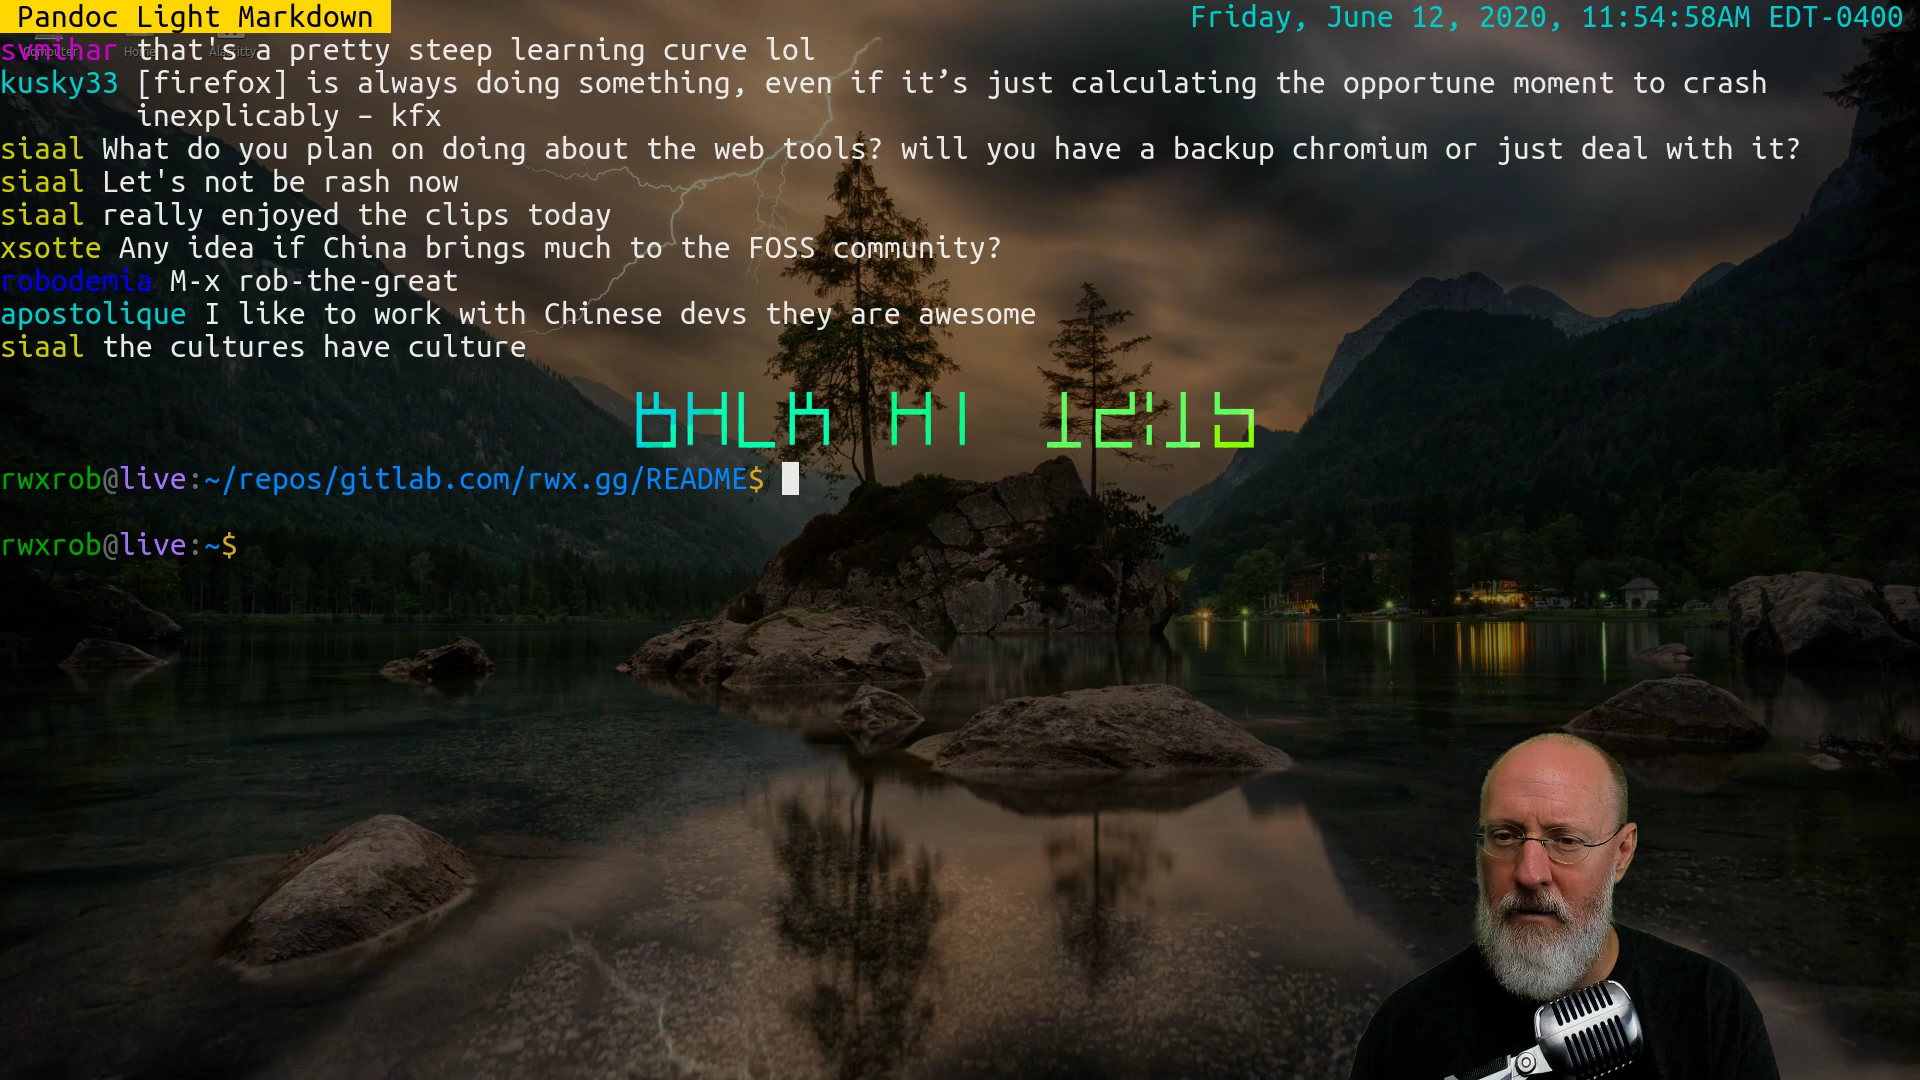 Pandoc Light Markdown
Friday, June 12, 2020, 11:54:58AM EDT-0400
Computer Home Alacritty
svmihar that's a pretty steep learning curve lol
kusky33 [firefox] is always doing something, even if it’s just calculating the opportune moment to crash
inexplicably – kfx
siaal What do you plan on doing about the web tools? will you have a backup chromium or just deal with it?
siaal Let's not be rash now
siaal really enjoyed the clips today
xsotte Any idea if China brings much to the FOSS community?
robodemia M-x rob-the-great
apostolique I like to work with Chinese devs they are awesome
siaal the cultures have culture
12:15
rwxrob@live:~/repos/gitlab.com/rwx.gg/README$
rwxrob@live:~$